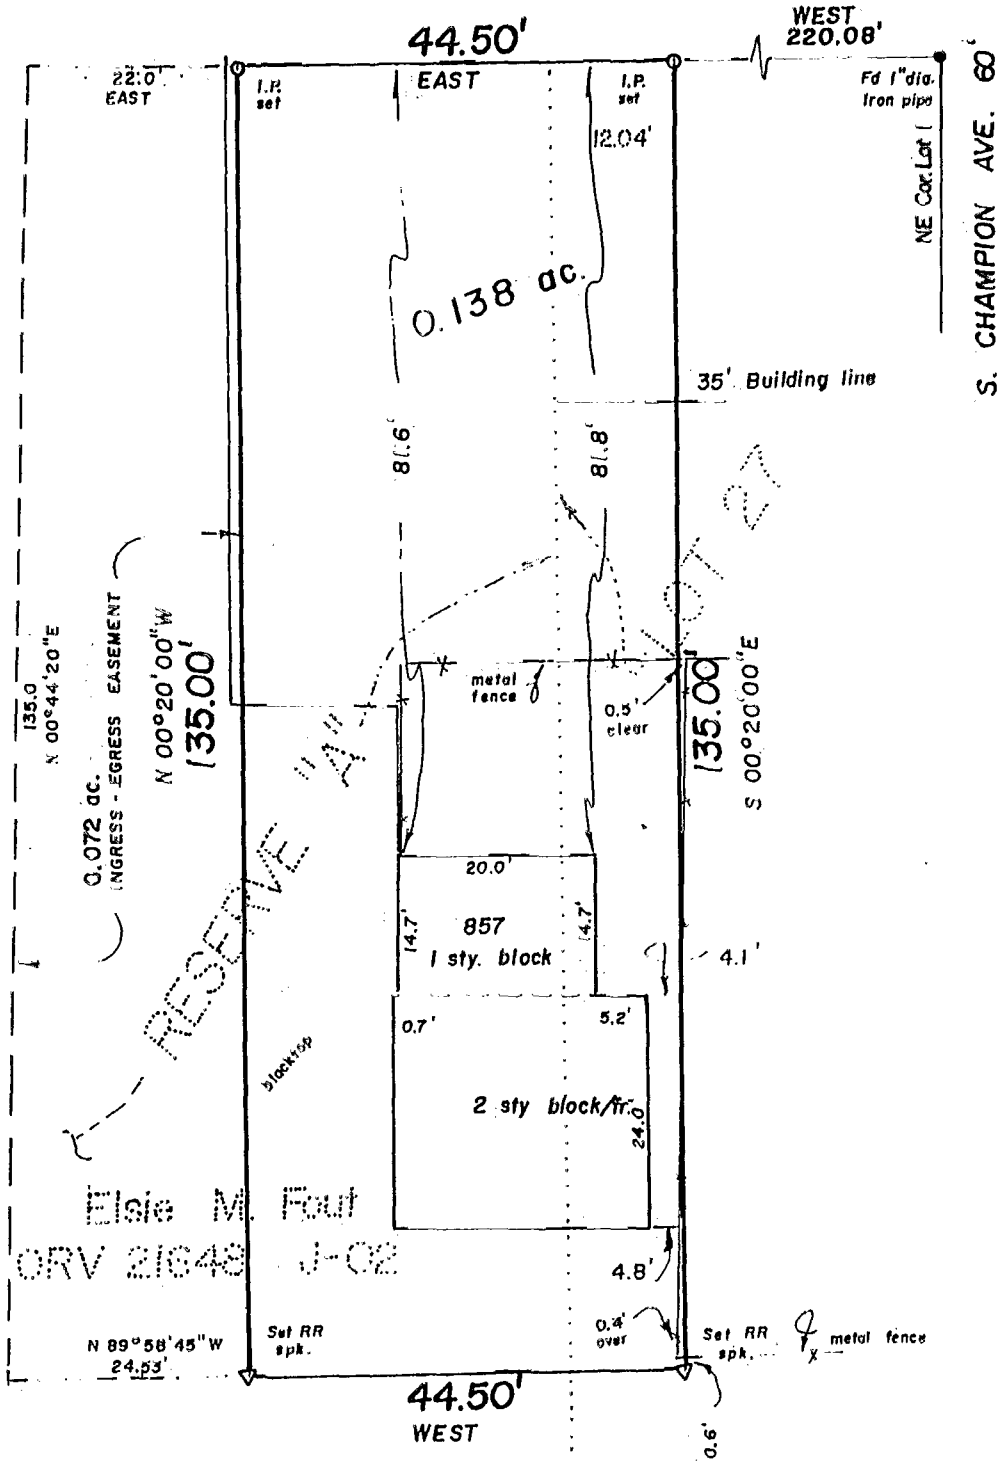 WEST
220.08'
44.50'
EAST
22.0'
EAST
I.P.
set
I.P.
set
Fd 1" dia.
Iron pipe
NE Cor. Lot 1
S. CHAMPION AVE. 60'
12.04'
0.138 ac.
35' Building line
81.6'
81.8'
LOT 27
135.0
N 00°44'20"E
0.072 ac.
INGRESS - EGRESS EASEMENT
N 00°20'00"W
135.00'
metal
fence
0.5'
clear
135.00'
S 00°20'00"E
RESERVE "A"
20.0'
14.7'
857
1 sty. block
14.7'
4.1'
0.7'
5.2'
blacktop
2 sty block/fr.
24.0
Elsie M. Fout
ORV 21648 J-02
4.8'
N 89°58'45"W
24.53'
Set RR
spk.
0.4'
over
Set RR
spk.
metal fence
44.50'
WEST
0.6'